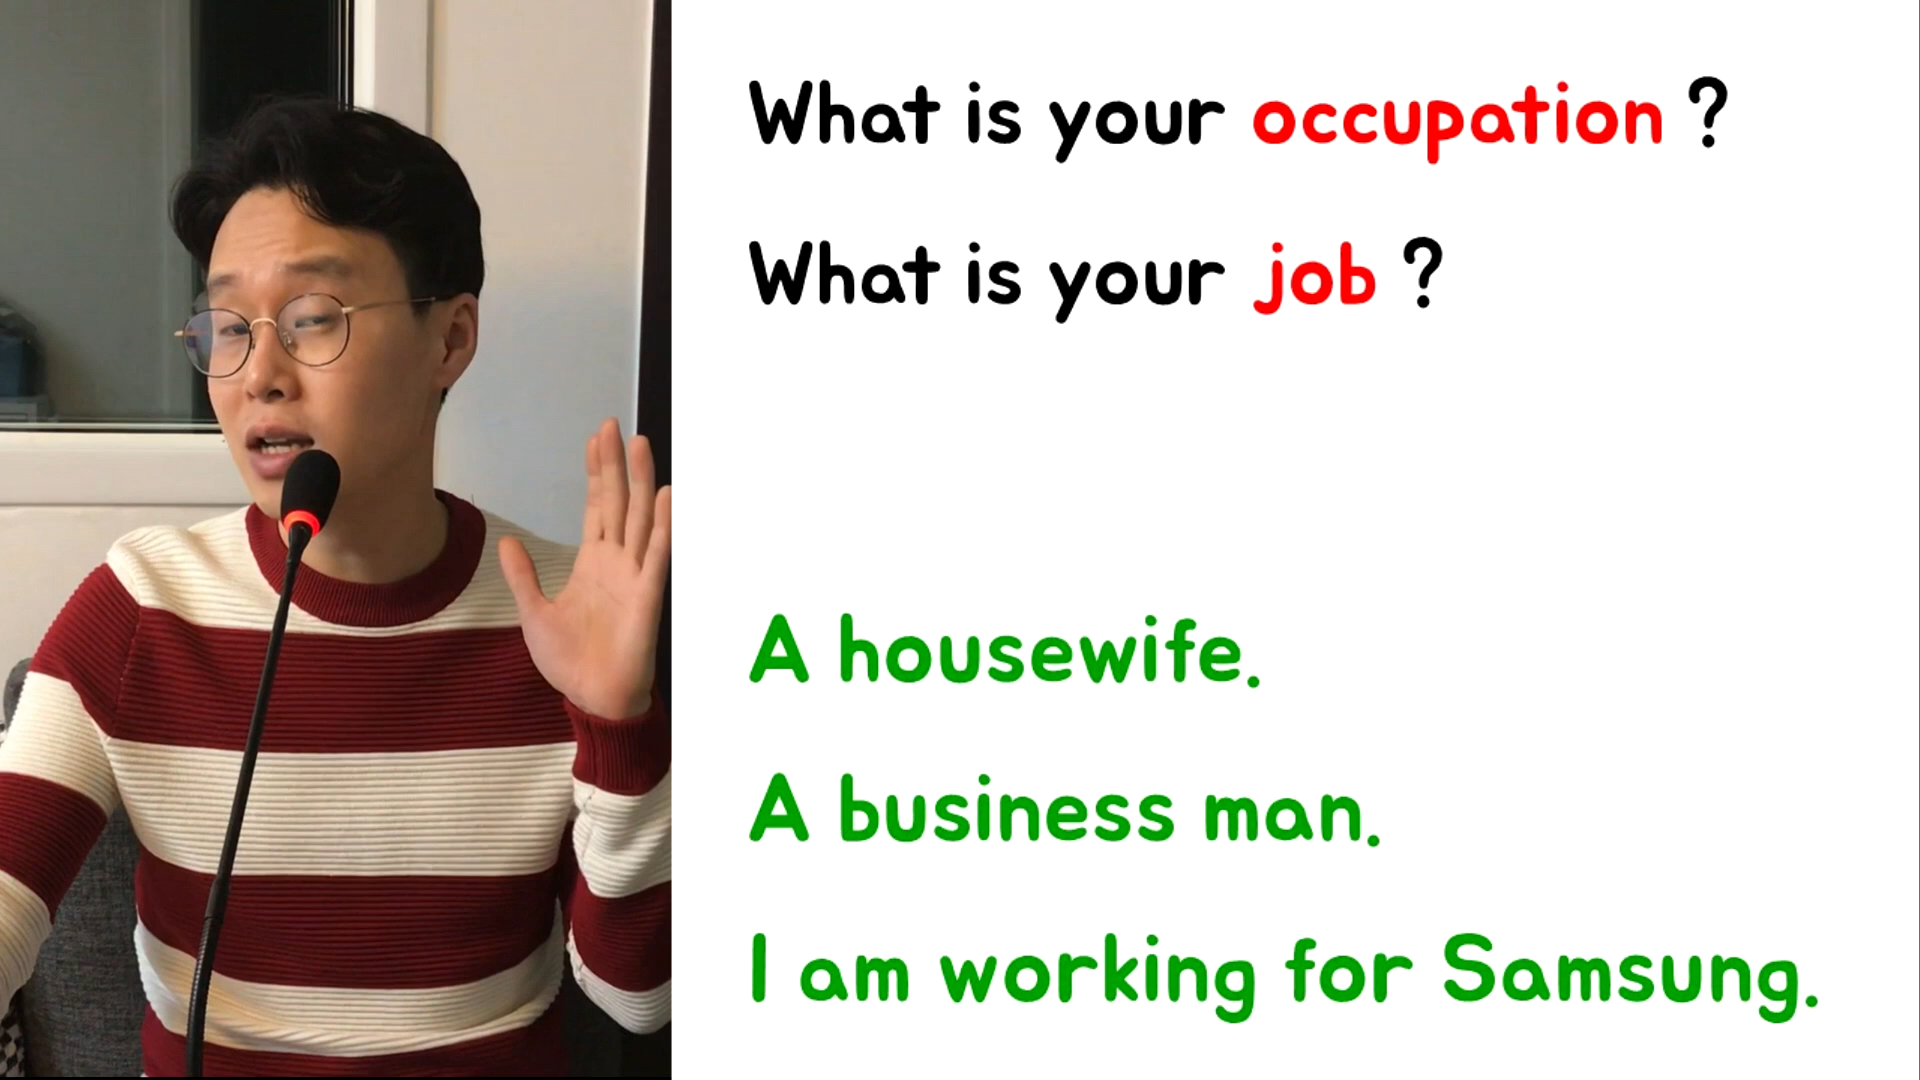 What is your occupation ?
What is your job ?
A housewife.
A business man.
I am working for Samsung.